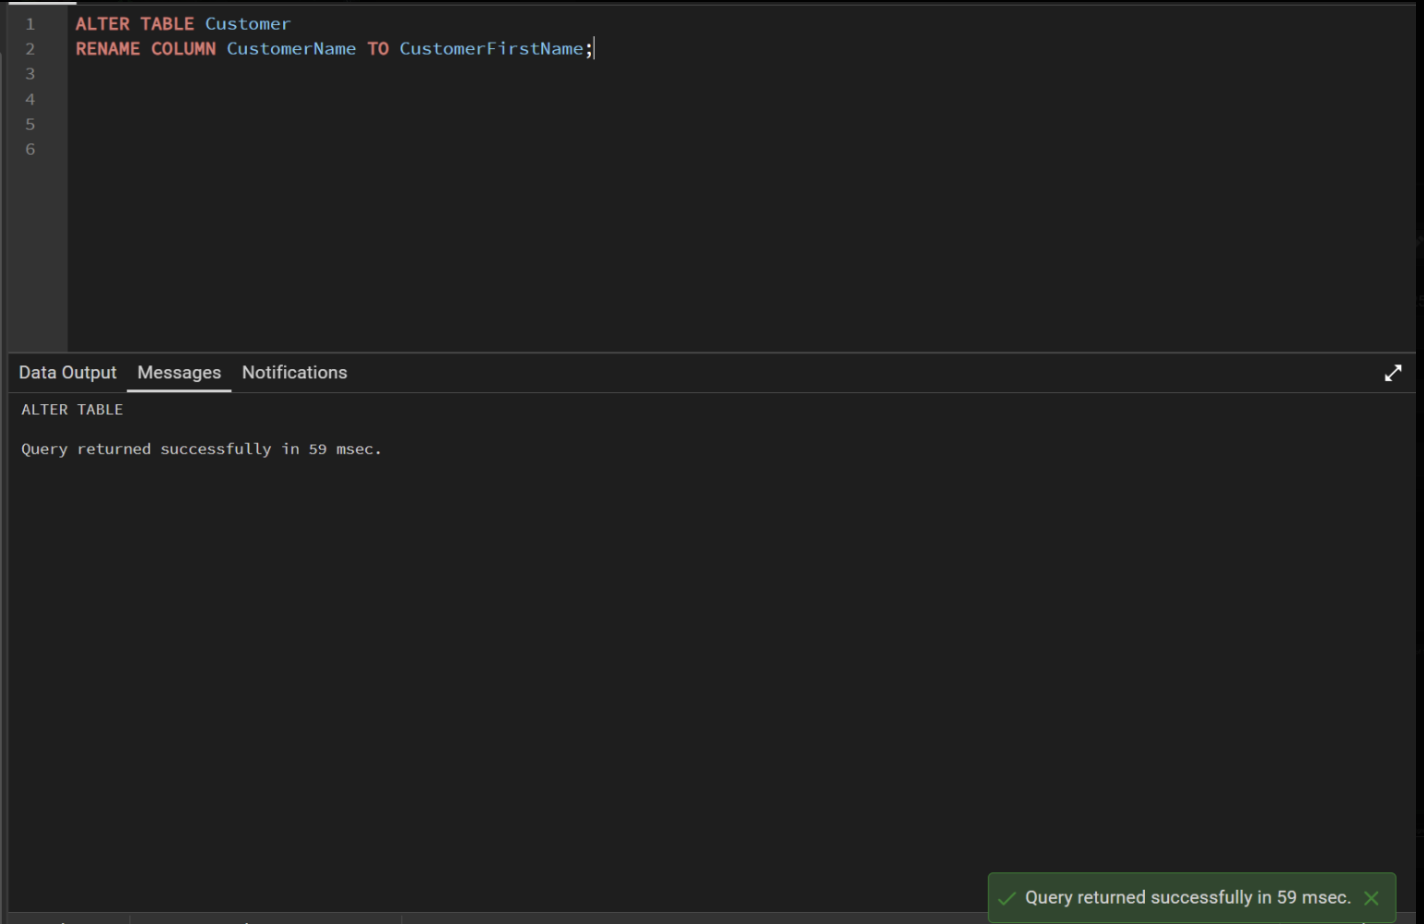 1 ALTER TABLE Customer
2 RENAME COLUMN CustomerName TO CustomerFirstName;
3
4
5
6
Data Output Messages Notifications
ALTER TABLE
Query returned successfully in 59 msec.
Query returned successfully in 59 msec.